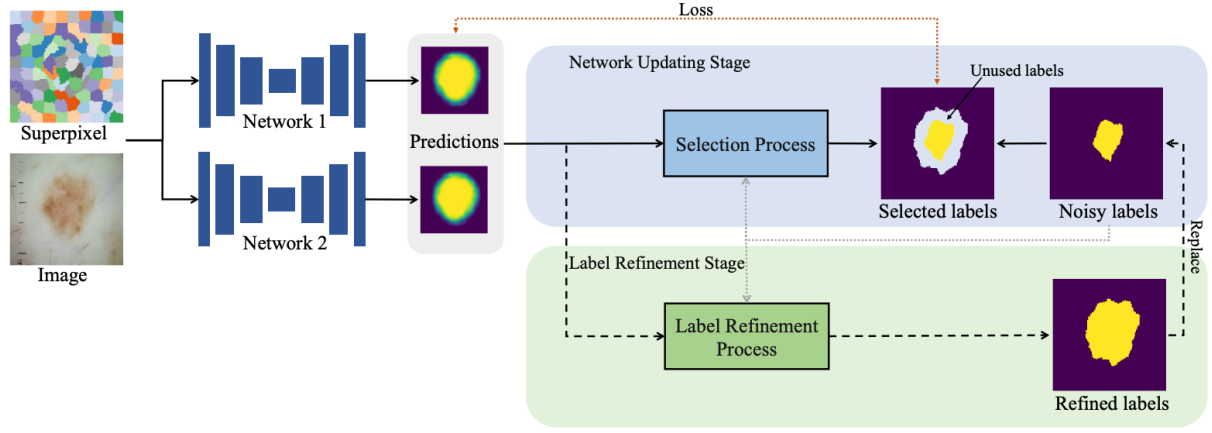 Loss
Superpixel
Image
Network 1
Network 2
Predictions
Network Updating Stage
Unused labels
Selection Process
Selected labels
Noisy labels
Replace
Label Refinement Stage
Label Refinement
Process
Refined labels